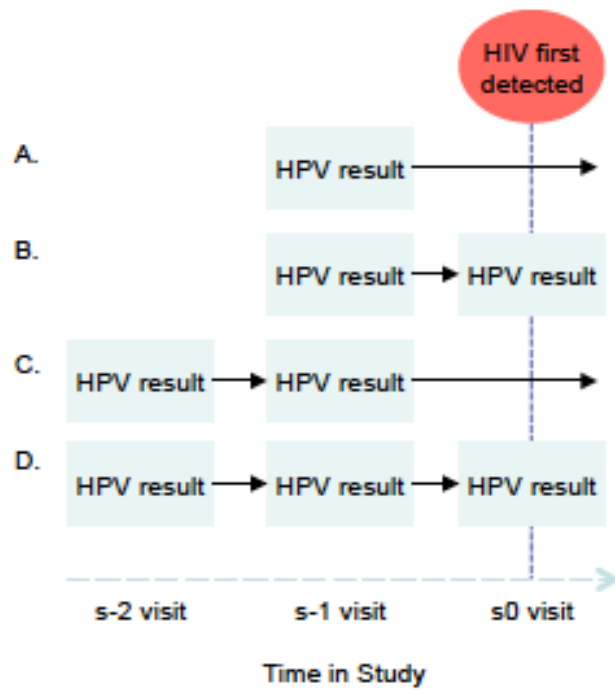 HIV first
detected
A.
HPV result
B.
HPV result HPV result
C.
HPV result HPV result
D.
HPV result HPV result HPV result
s-2 visit s-1 visit s0 visit
Time in Study